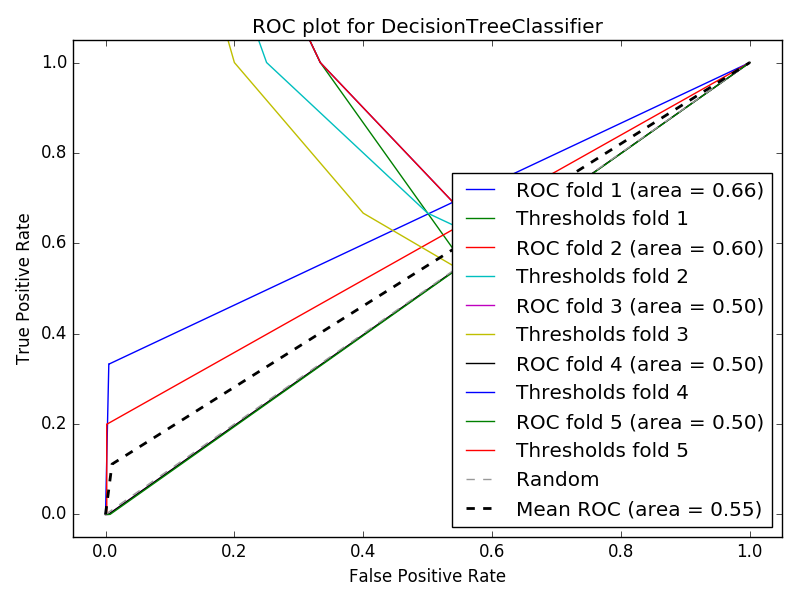 ROC plot for DecisionTreeClassifier
True Positive Rate
1.0
0.8
0.6
0.4
0.2
0.0
ROC fold 1 (area = 0.66)
Thresholds fold 1
ROC fold 2 (area = 0.60)
Thresholds fold 2
ROC fold 3 (area = 0.50)
Thresholds fold 3
ROC fold 4 (area = 0.50)
Thresholds fold 4
ROC fold 5 (area = 0.50)
Thresholds fold 5
Random
Mean ROC (area = 0.55)
0.0 0.2 0.4 0.6 0.8 1.0
False Positive Rate